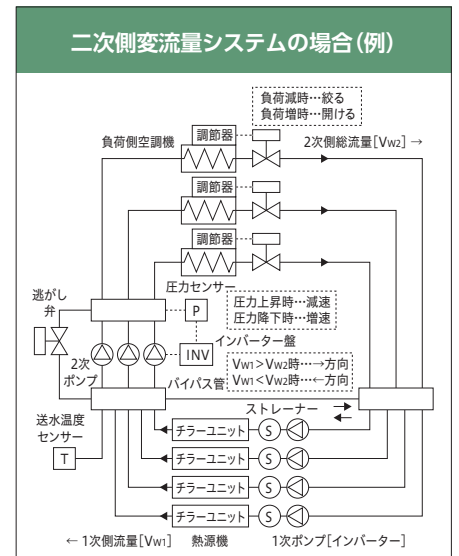 二次側変流量システムの場合(例)
負荷減時…絞る
負荷増時…開ける
調節器
負荷側空調機
2次側総流量[VW2] →
調節器
調節器
圧力センサー
逃がし
弁
P
圧力上昇時…減速
圧力降下時…増速
INV
インバーター盤
2次
ポンプ
バイパス管
VW1>VW2時…→方向
VW1<VW2時…←方向
ストレーナー
送水温度
センサー
T
チラーユニット
S
チラーユニット
S
チラーユニット
S
チラーユニット
S
← 1次側流量[VW1]
熱源機
1次ポンプ[インバーター]